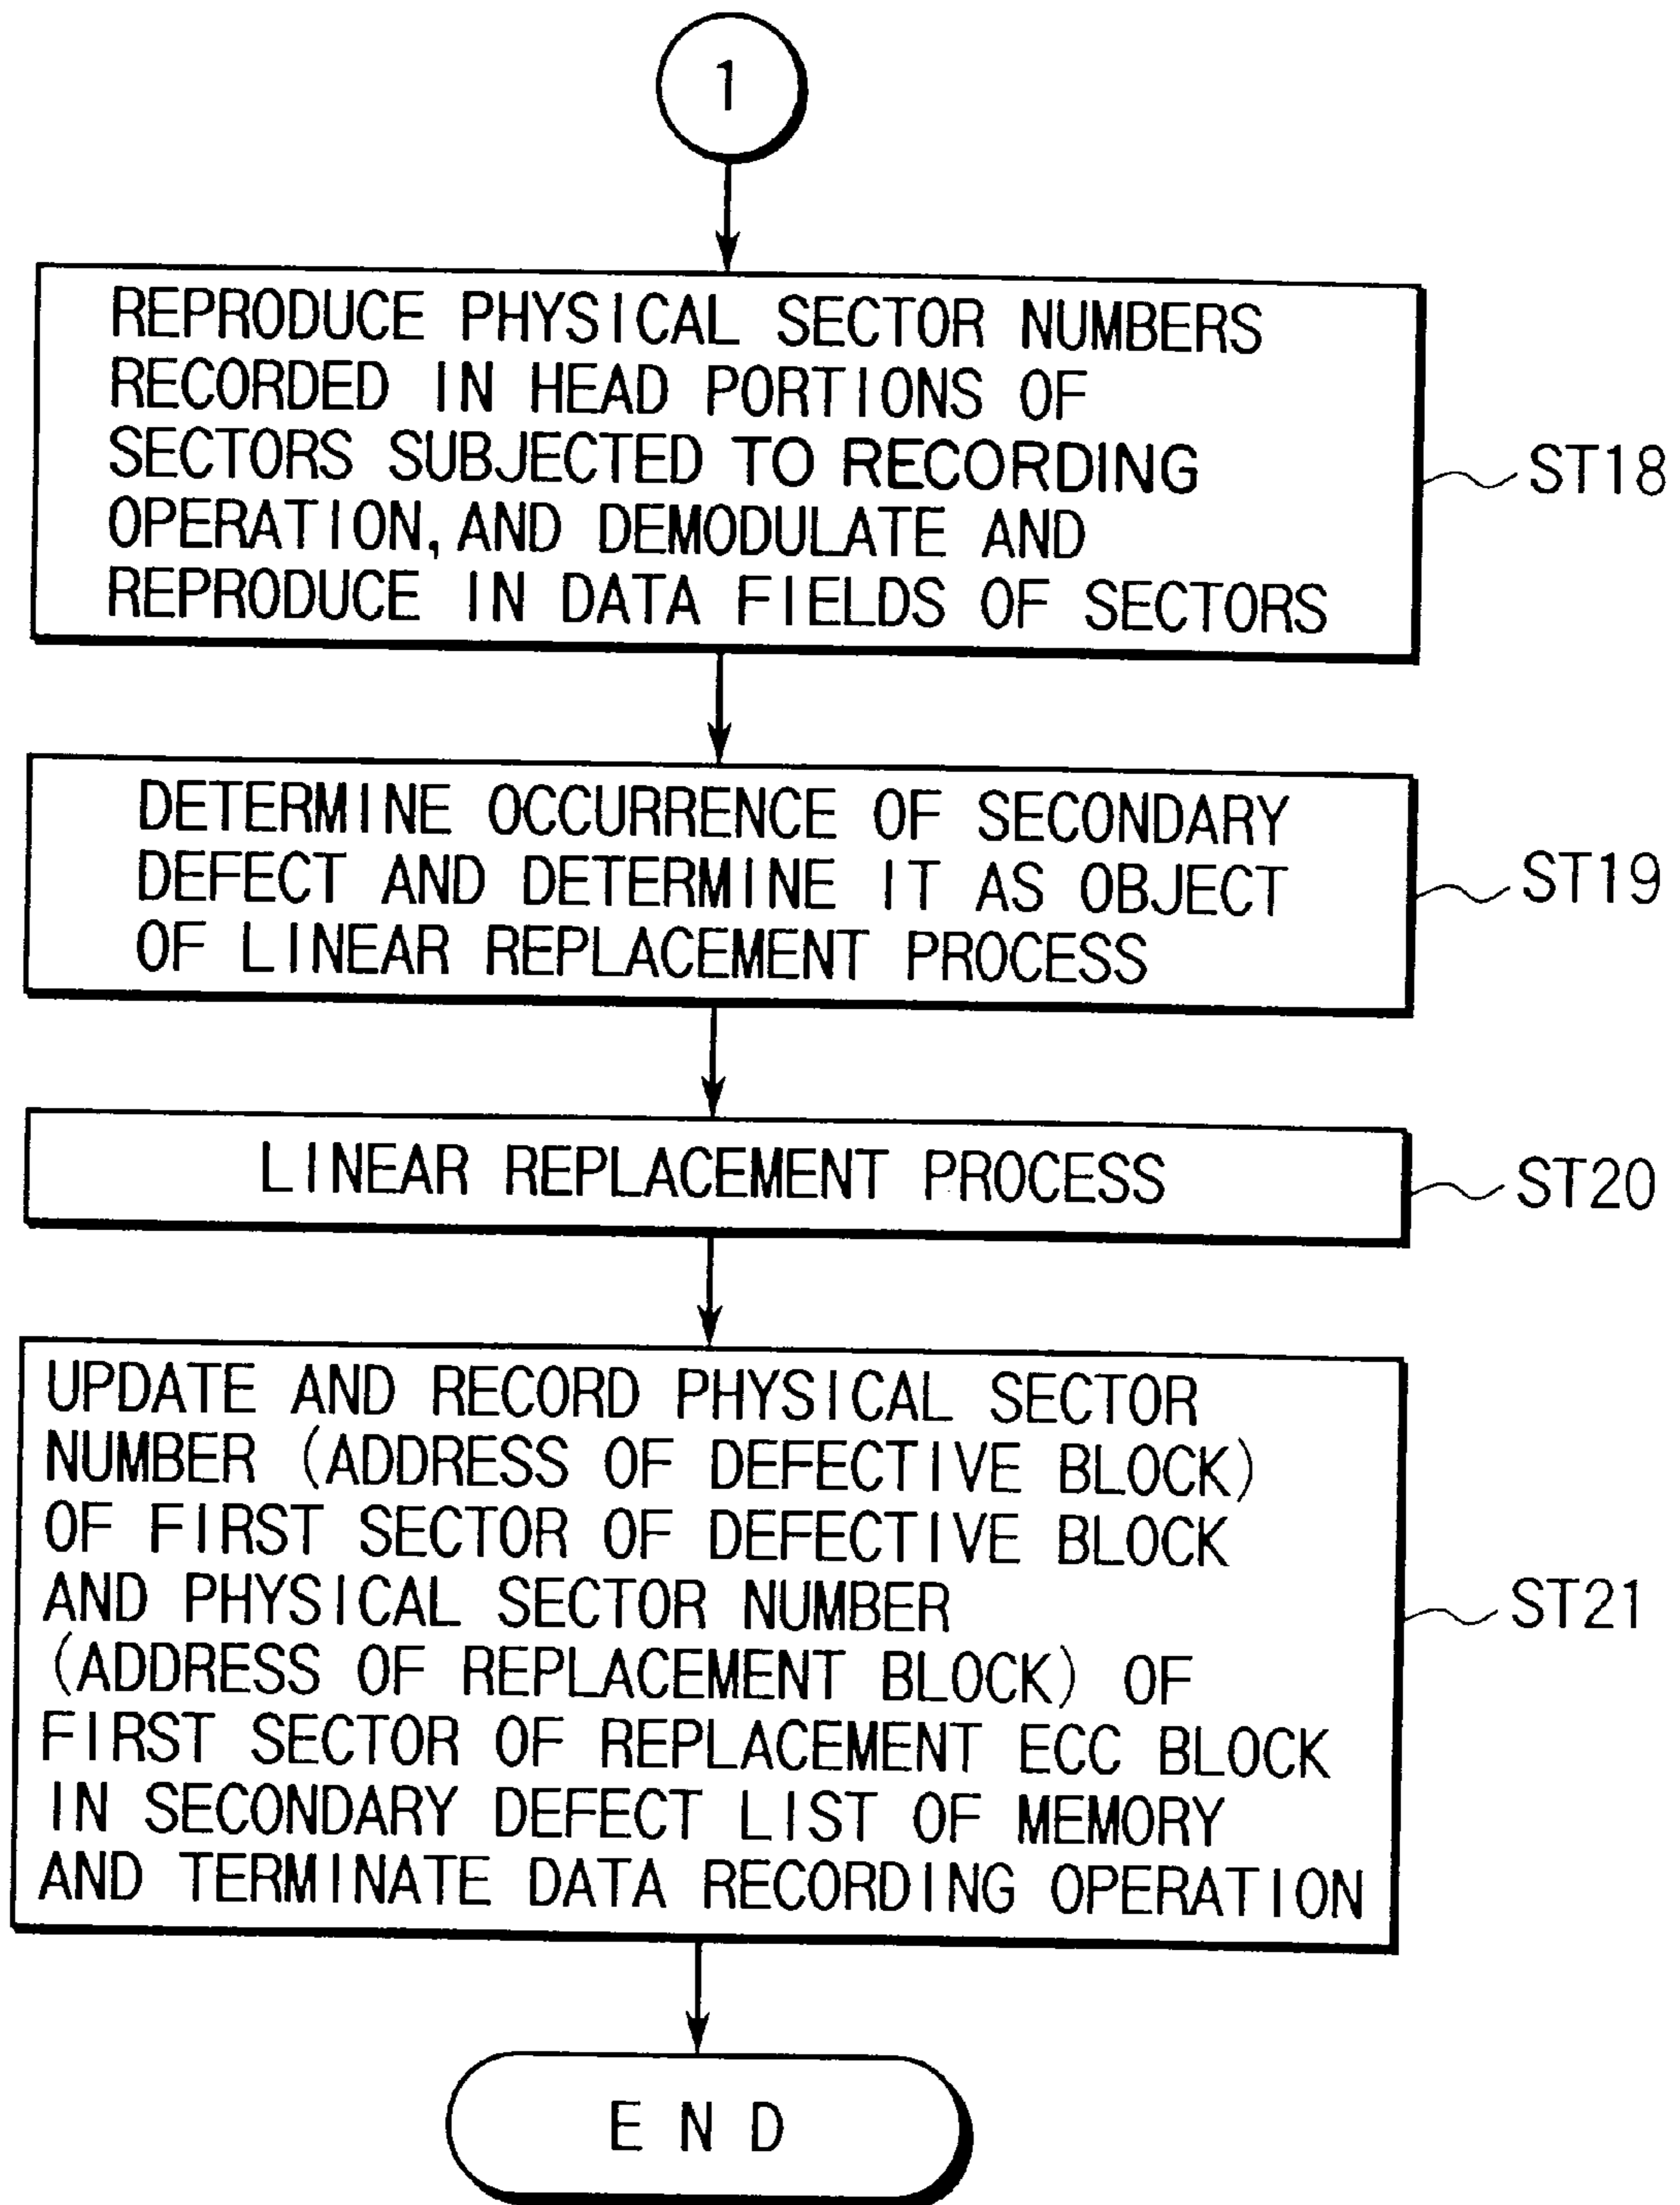 1
REPRODUCE PHYSICAL SECTOR NUMBERS
RECORDED IN HEAD PORTIONS OF
SECTORS SUBJECTED TO RECORDING
OPERATION, AND DEMODULATE AND
REPRODUCE IN DATA FIELDS OF SECTORS
ST18
DETERMINE OCCURRENCE OF SECONDARY
DEFECT AND DETERMINE IT AS OBJECT
OF LINEAR REPLACEMENT PROCESS
ST19
LINEAR REPLACEMENT PROCESS
ST20
UPDATE AND RECORD PHYSICAL SECTOR
NUMBER (ADDRESS OF DEFECTIVE BLOCK)
OF FIRST SECTOR OF DEFECTIVE BLOCK
AND PHYSICAL SECTOR NUMBER
(ADDRESS OF REPLACEMENT BLOCK) OF
FIRST SECTOR OF REPLACEMENT ECC BLOCK
IN SECONDARY DEFECT LIST OF MEMORY
AND TERMINATE DATA RECORDING OPERATION
ST21
END